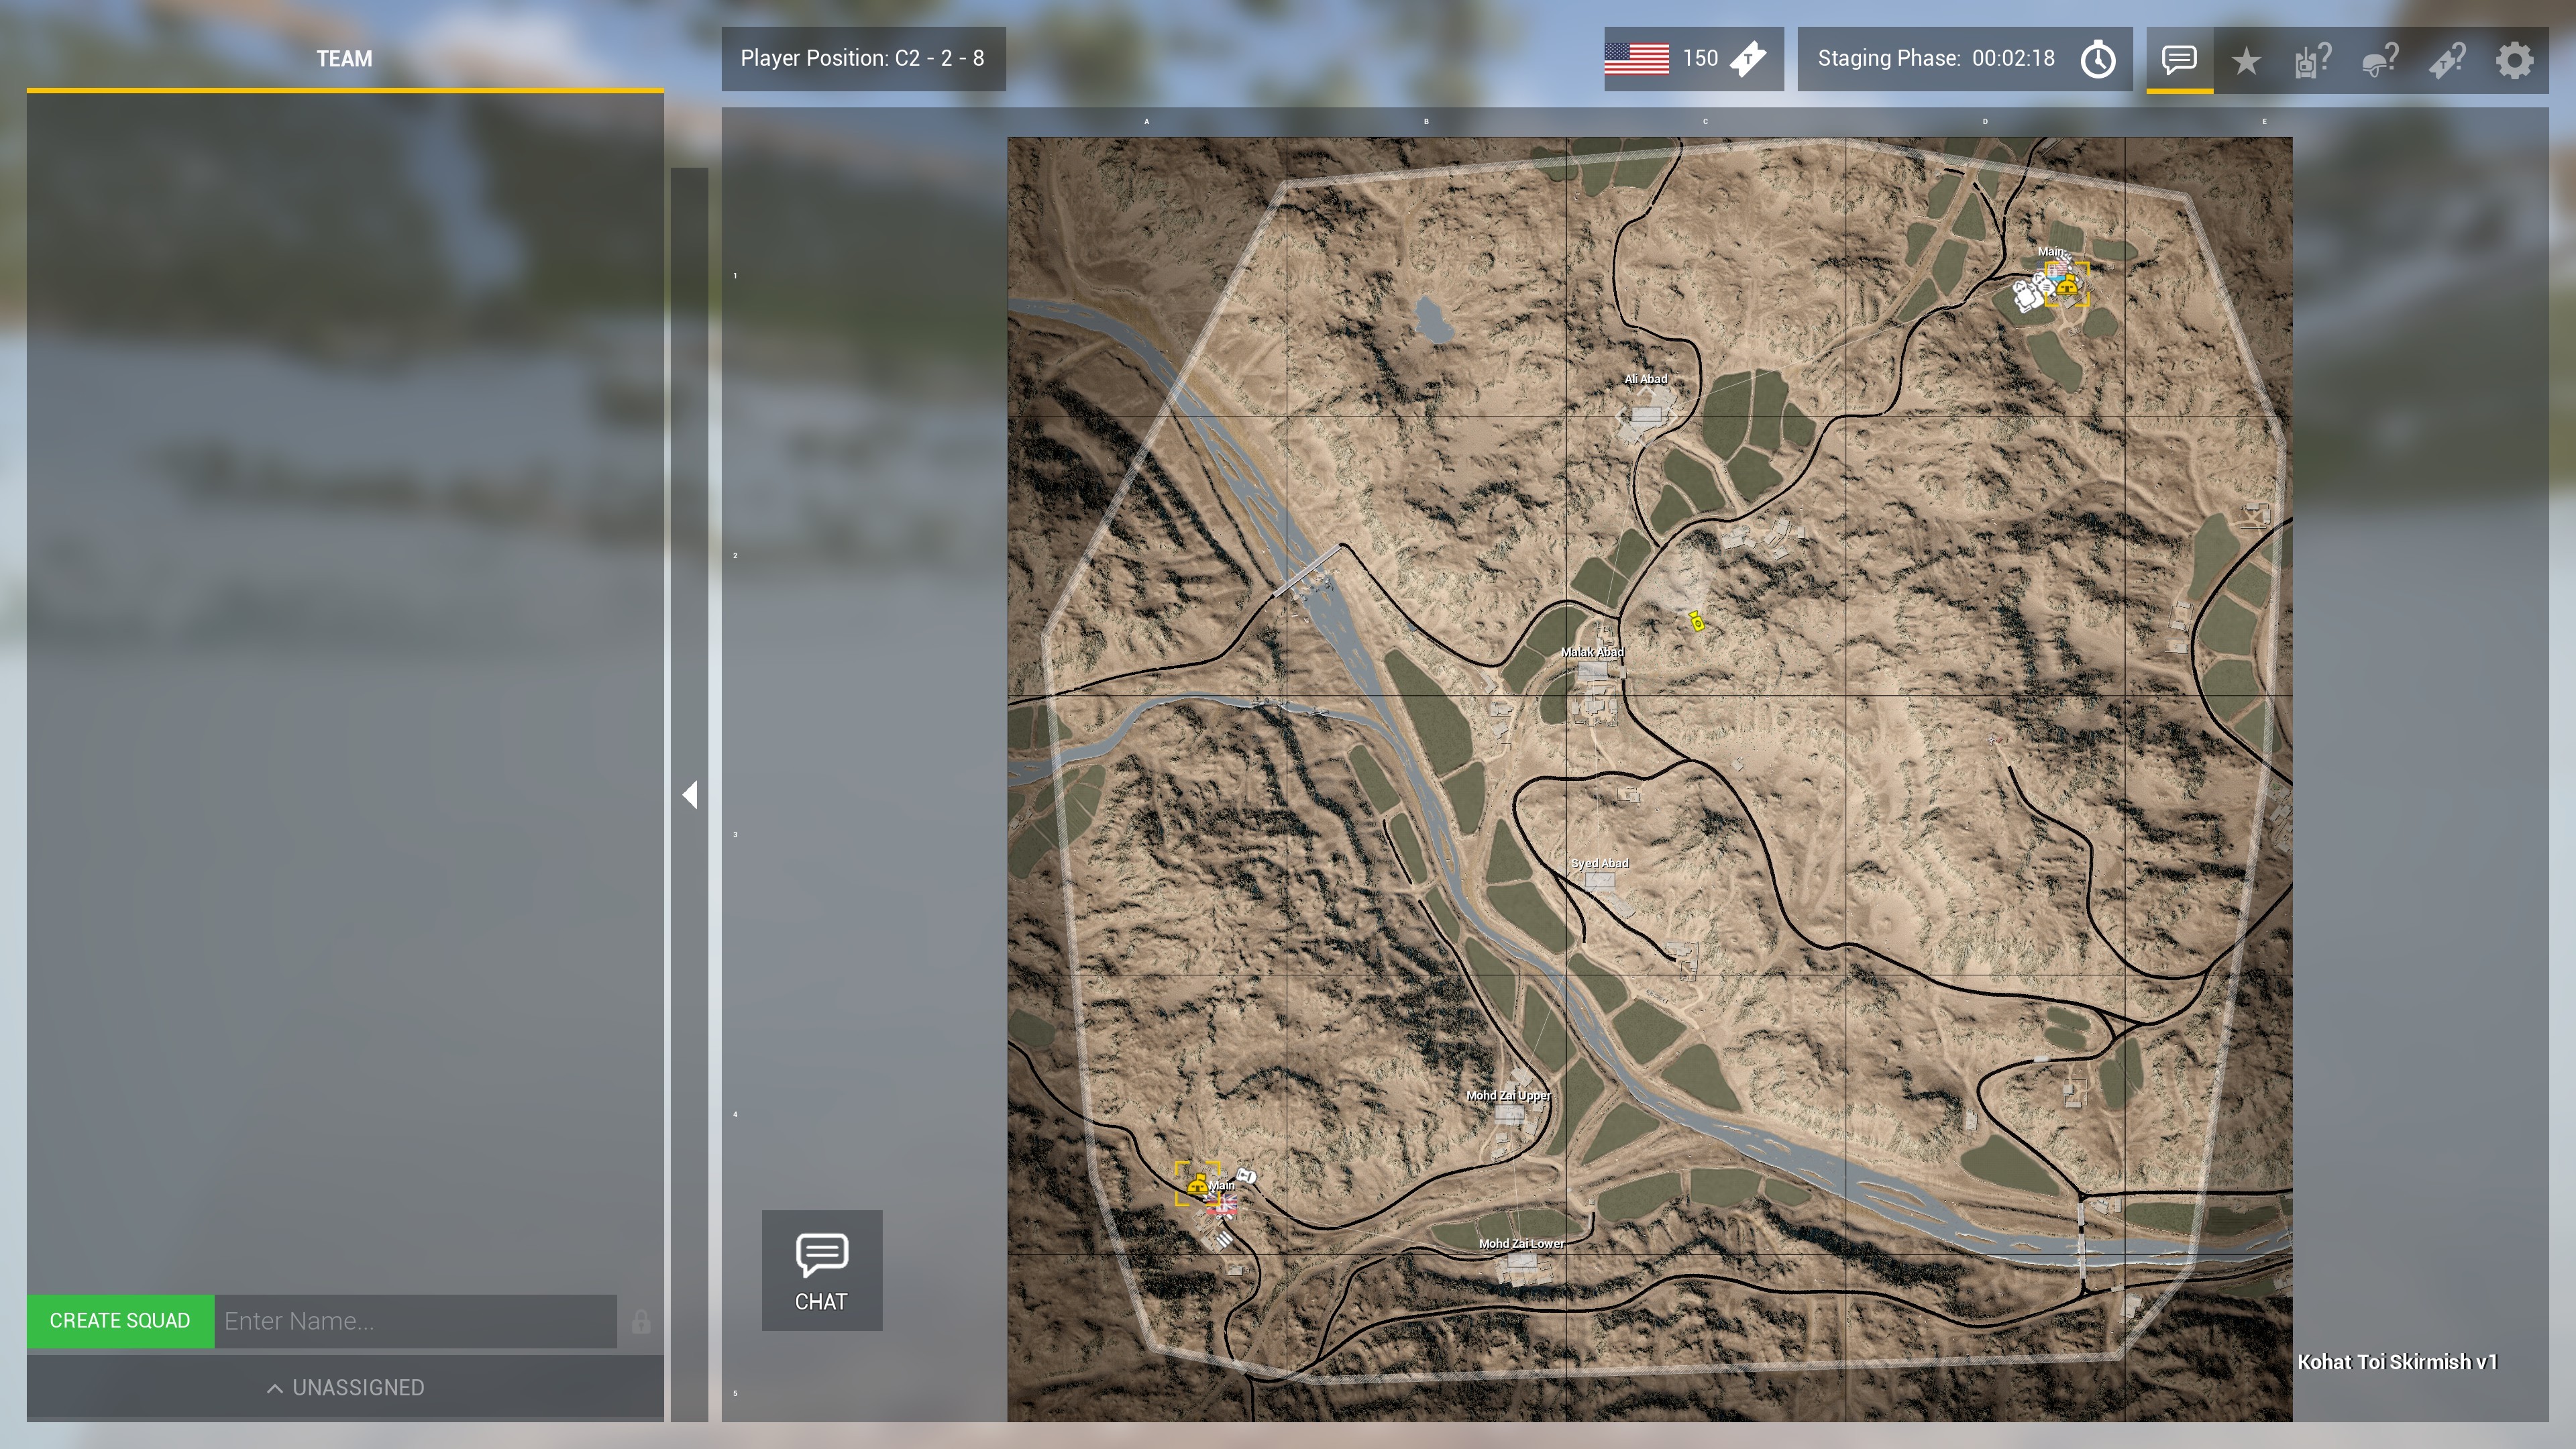 TEAM
Player Position: C2 - 2 - 8
150
Staging Phase: 00:02:18
A
B
C
D
E
1
Main
Ali Abad
2
Malak Abad
3
Syed Abad
Mohd Zai Upper
4
Main
Mohd Zai Lower
CHAT
CREATE SQUAD
Enter Name...
Kohat Toi Skirmish v1
UNASSIGNED
5